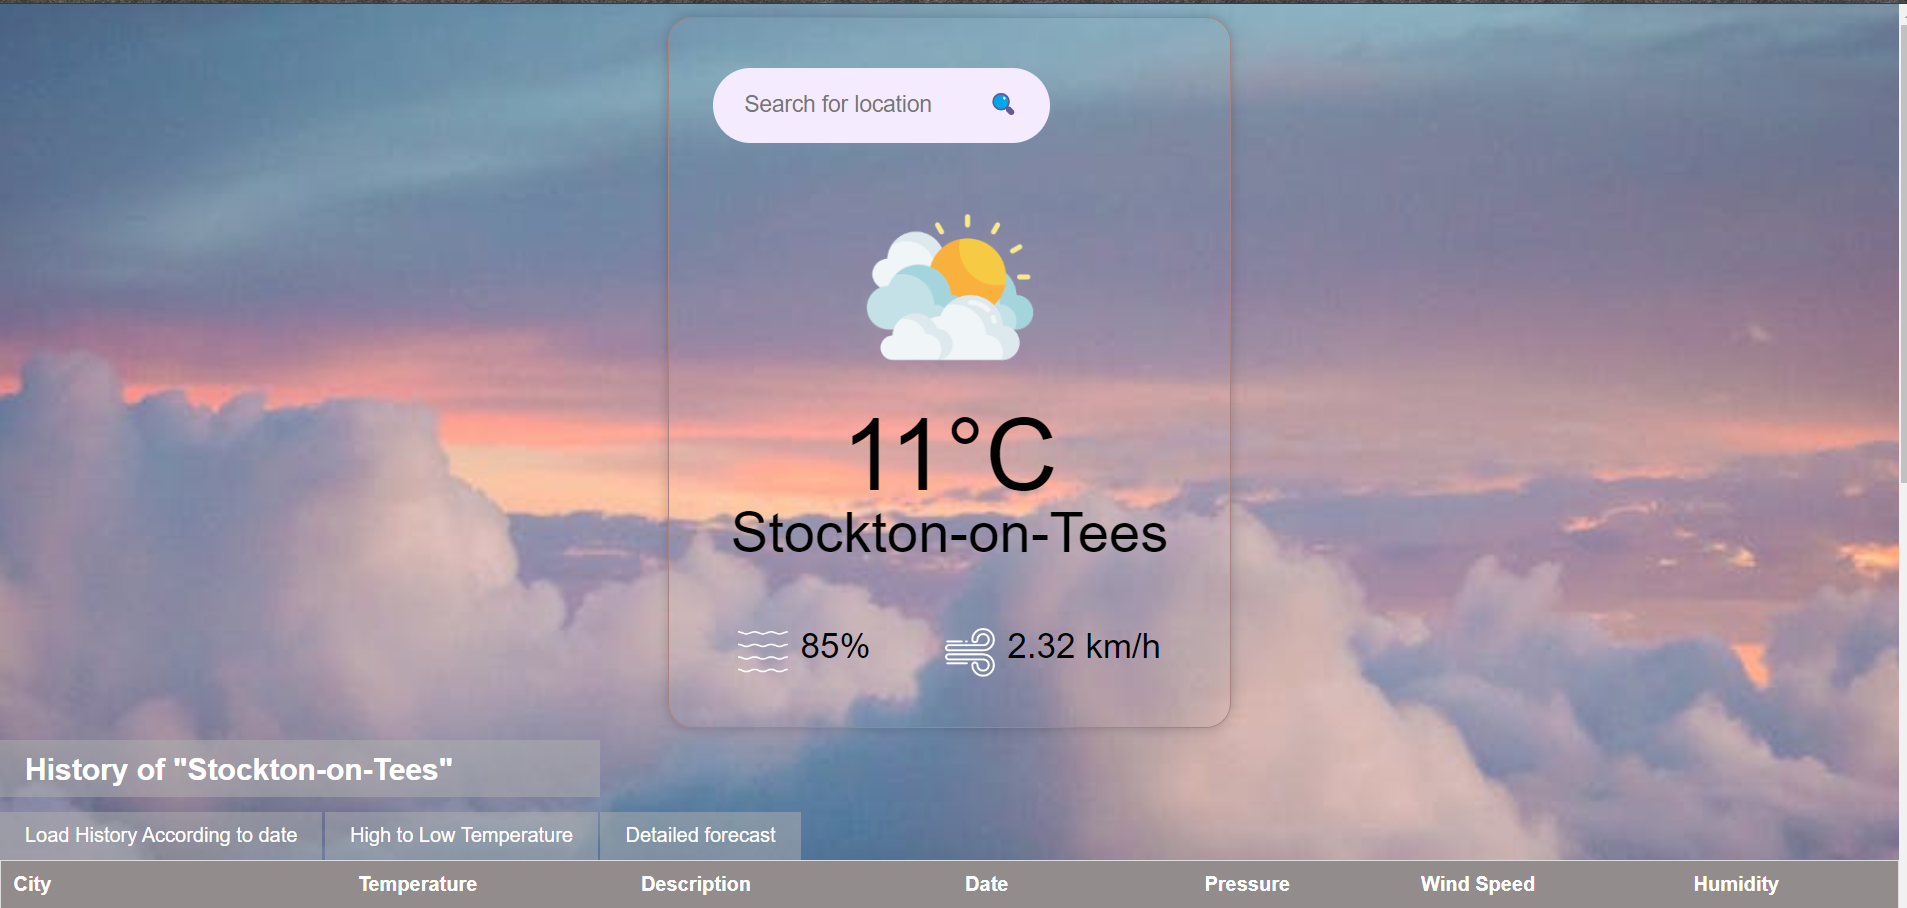 Search for location
11°C
Stockton-on-Tees
85% 2.32 km/h
History of "Stockton-on-Tees"
Load History According to date High to Low Temperature Detailed forecast
City Temperature Description Date Pressure Wind Speed Humidity